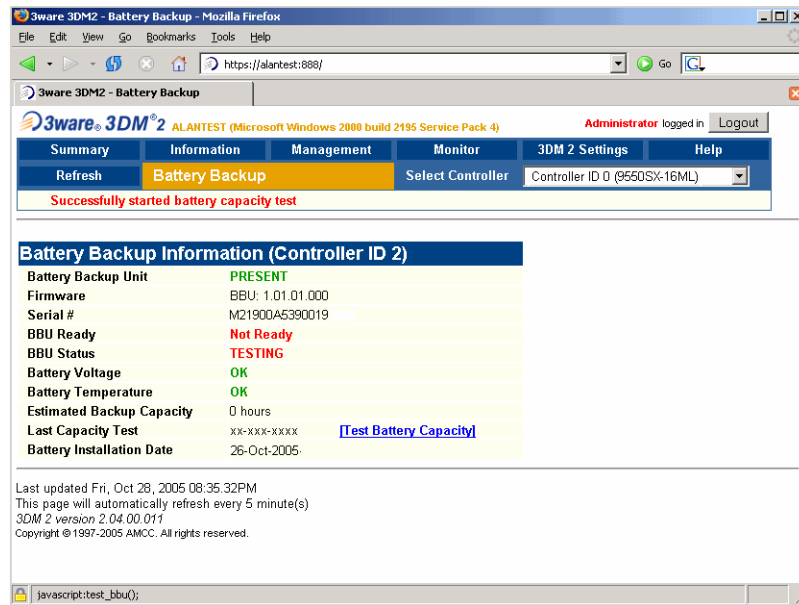 3ware 3DM2 - Battery Backup - Mozilla Firefox
File Edit View Go Bookmarks Tools Help
https://alantest:888/ Go G
3ware 3DM2 - Battery Backup
3ware® 3DM®2 ALANTEST (Microsoft Windows 2000 build 2195 Service Pack 4) Administrator logged in Logout
Summary Information Management Monitor 3DM 2 Settings Help
Refresh Battery Backup Select Controller Controller ID 0 (9550SX-16ML)
Successfully started battery capacity test
Battery Backup Information (Controller ID 2)
Battery Backup Unit PRESENT
Firmware BBU: 1.01.01.000
Serial # M21900A5390019
BBU Ready Not Ready
BBU Status TESTING
Battery Voltage OK
Battery Temperature OK
Estimated Backup Capacity 0 hours
Last Capacity Test xx-xxx-xxxx [Test Battery Capacity]
Battery Installation Date 26-Oct-2005
Last updated Fri, Oct 28, 2005 08:35.32PM
This page will automatically refresh every 5 minute(s)
3DM 2 version 2.04.00.011
Copyright © 1997-2005 AMCC. All rights reserved.
javascript:test_bbu();